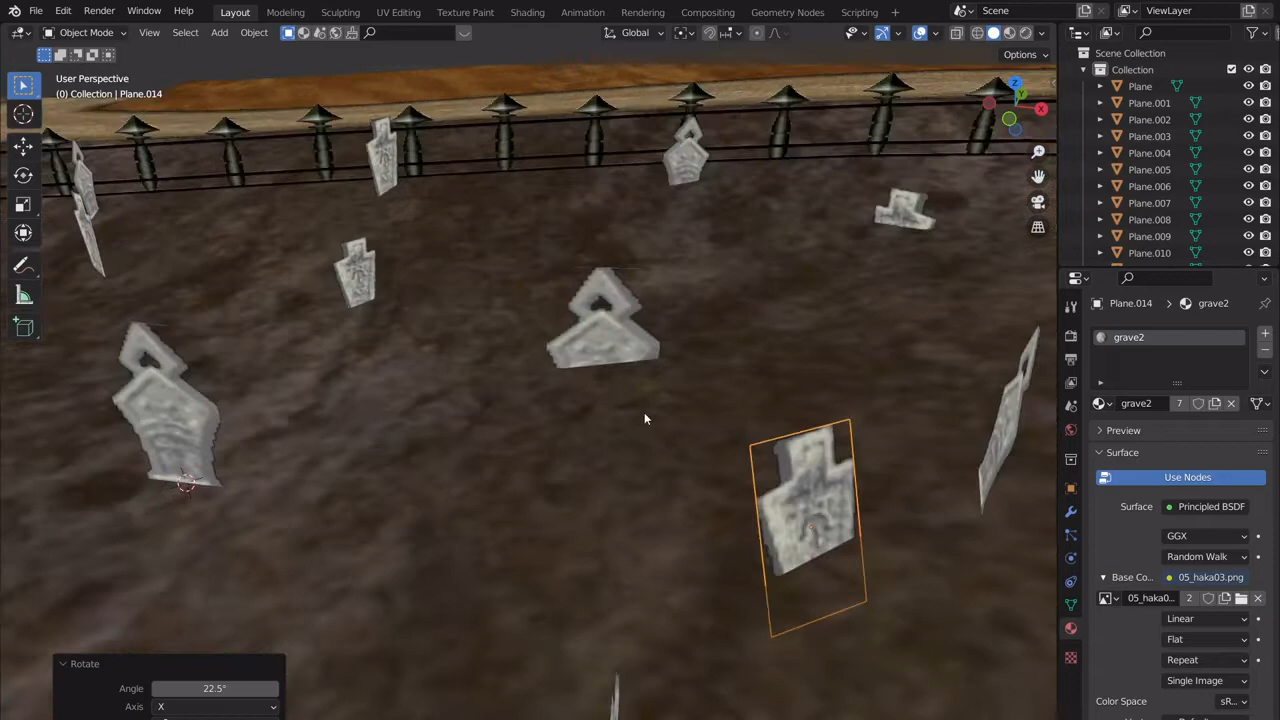 File Edit Render Window Help Layout Modeling Sculpting UV Editing Texture Paint Shading Animation Rendering Compositing Geometry Nodes Scripting Scene ViewLayer
Object Mode View Select Add Object Global
Options
User Perspective
(0) Collection | Plane.014
X
Y
Z
Scene Collection
Collection
Plane
Plane.001
Plane.002
Plane.003
Plane.004
Plane.005
Plane.006
Plane.007
Plane.008
Plane.009
Plane.010
Plane.014 > grave2
grave2
grave2 7
Preview
Surface
Use Nodes
Surface Principled BSDF
GGX
Random Walk
Base Co... 05_haka03.png
05_haka0... 2
Linear
Flat
Repeat
Single Image
Color Space sR...
Rotate
Angle 22.5°
Axis X